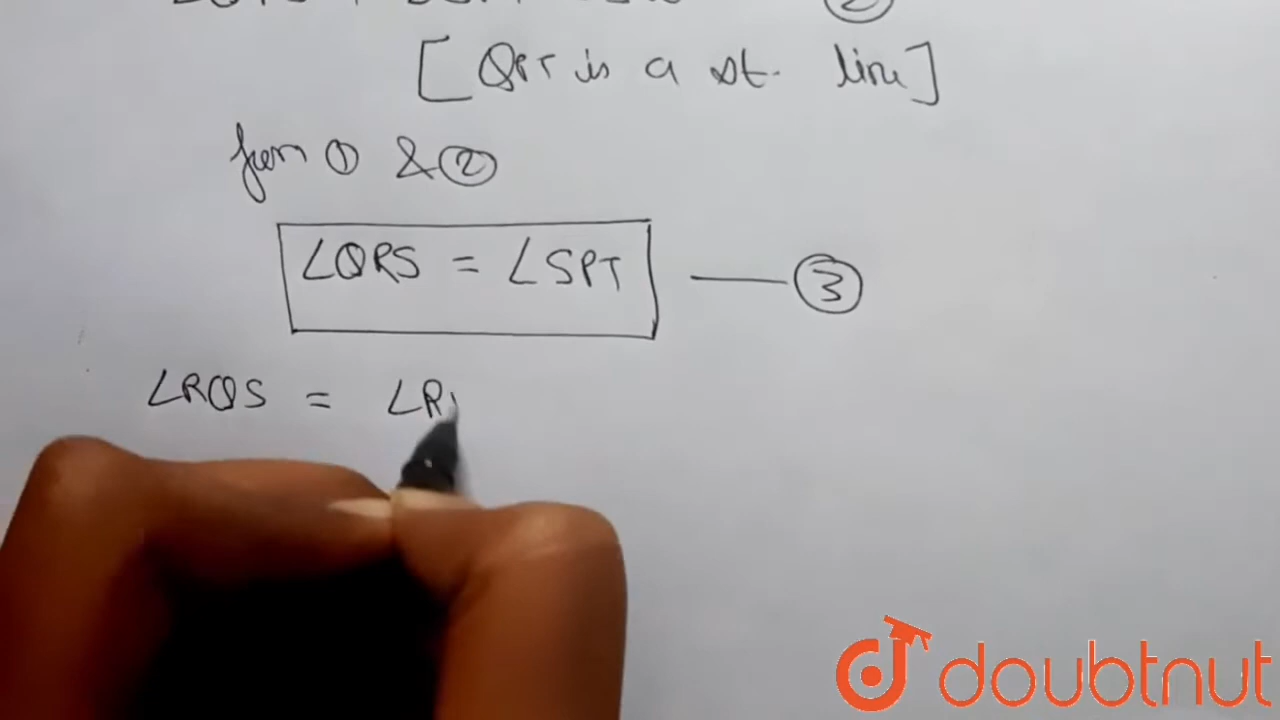 [ QPT is a st. line ]
from ① & ②
∠QRS = ∠SPT — ③
∠RQS = ∠R
doubtnut